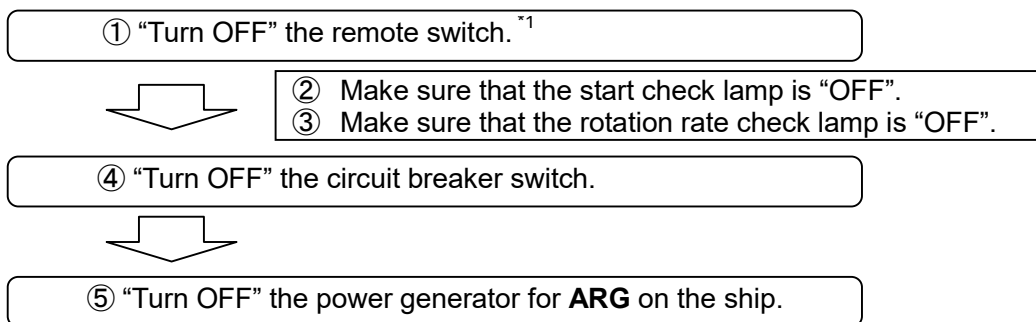 ① “Turn OFF” the remote switch. *1
② Make sure that the start check lamp is “OFF”.
③ Make sure that the rotation rate check lamp is “OFF”.
④ “Turn OFF” the circuit breaker switch.
⑤ “Turn OFF” the power generator for ARG on the ship.